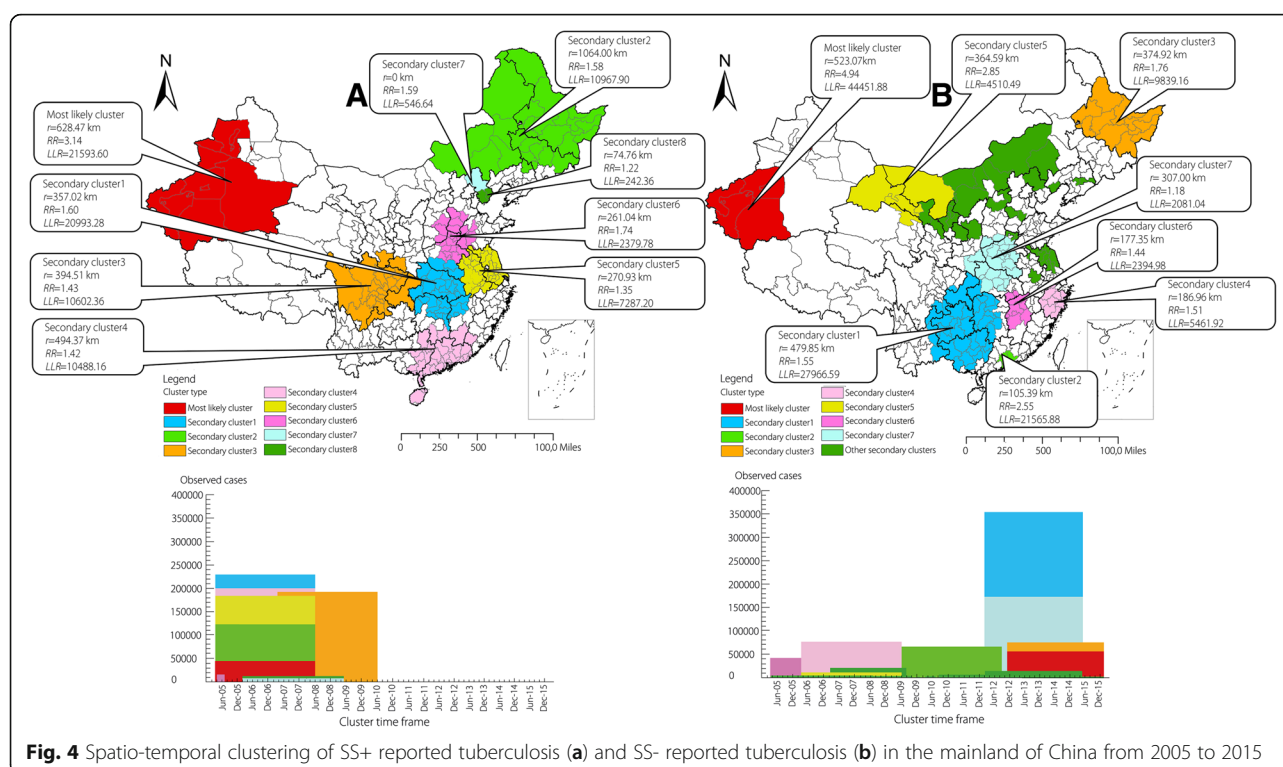 N
A
Secondary cluster7
r=0 km
RR=1.59
LLR=546.64
Secondary cluster2
r=1064.00 km
RR=1.58
LLR=10967.90
Most likely cluster
r=628.47 km
RR=3.14
LLR=21593.60
Secondary cluster8
r=74.76 km
RR=1.22
LLR=242.36
Secondary cluster1
r=357.02 km
RR=1.60
LLR=20993.28
Secondary cluster6
r=261.04 km
RR=1.74
LLR=2379.78
Secondary cluster3
r=394.51 km
RR=1.43
LLR=10602.36
Secondary cluster5
r=270.93 km
RR=1.35
LLR=7287.20
Secondary cluster4
r=494.37 km
RR=1.42
LLR=10488.16
Legend
Cluster type
Most likely cluster
Secondary cluster1
Secondary cluster2
Secondary cluster3
Secondary cluster4
Secondary cluster5
Secondary cluster6
Secondary cluster7
Secondary cluster8
0 250 500 100,0 Miles
N
B
Most likely cluster
r=523.07km
RR=4.94
LLR= 44451.88
Secondary cluster5
r=364.59 km
RR=2.85
LLR=4510.49
Secondary cluster3
r=374.92 km
RR=1.76
LLR=9839.16
Secondary cluster7
r= 307.00 km
RR=1.18
LLR=2081.04
Secondary cluster6
r=177.35 km
RR=1.44
LLR=2394.98
Secondary cluster4
r=186.96 km
RR=1.51
LLR=5461.92
Secondary cluster1
r= 479.85 km
RR=1.55
LLR=27966.59
Secondary cluster2
r=105.39 km
RR=2.55
LLR=21565.88
Legend
Cluster type
Most likely cluster
Secondary cluster1
Secondary cluster2
Secondary cluster3
Secondary cluster4
Secondary cluster5
Secondary cluster6
Secondary cluster7
Other secondary clusters
0 250 500 100,0 Miles
Observed cases
400000
350000
300000
250000
200000
150000
100000
50000
0
Jun-05 Dec-05 Jun-06 Dec-06 Jun-07 Dec-07 Jun-08 Dec-08 Jun-09 Dec-09 Jun-10 Dec-10 Jun-11 Dec-11 Jun-12 Dec-12 Jun-13 Dec-13 Jun-14 Dec-14 Jun-15 Dec-15
Cluster time frame
Observed cases
400000
350000
300000
250000
200000
150000
100000
50000
0
Jun-05 Dec-05 Jun-06 Dec-06 Jun-07 Dec-07 Jun-08 Dec-08 Jun-09 Dec-09 Jun-10 Dec-10 Jun-11 Dec-11 Jun-12 Dec-12 Jun-13 Dec-13 Jun-14 Dec-14 Jun-15 Dec-15
Cluster time frame
Fig. 4 Spatio-temporal clustering of SS+ reported tuberculosis (a) and SS- reported tuberculosis (b) in the mainland of China from 2005 to 2015